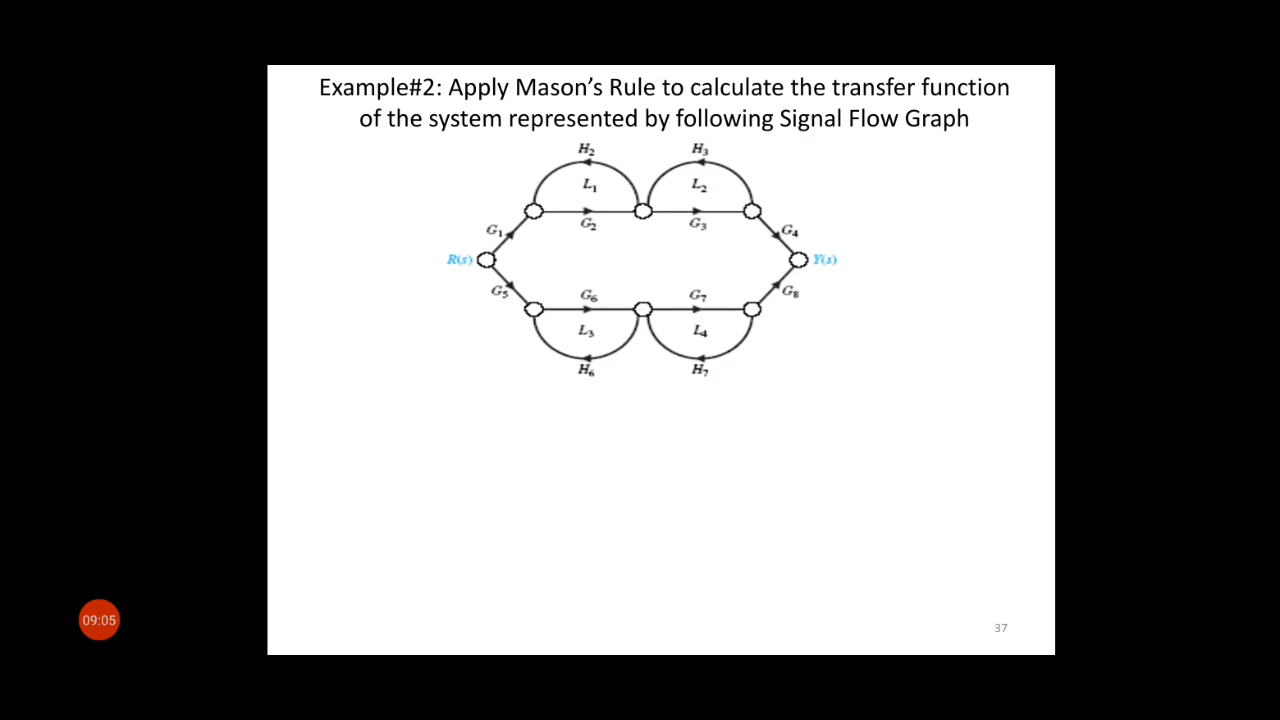 Example#2: Apply Mason’s Rule to calculate the transfer function
of the system represented by following Signal Flow Graph
H₂ H₃
L₁ L₂
G₂ G₃
G₁ G₄
R(s) Y(s)
G₅ G₈
G₆ G₇
L₃ L₄
H₆ H₇
09:05
37